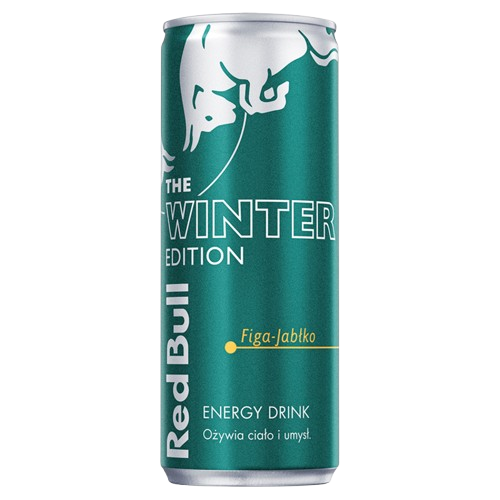 THE
WINTER
EDITION
Red Bull
Figa-Jabłko
ENERGY DRINK
Ożywia ciało i umysł.